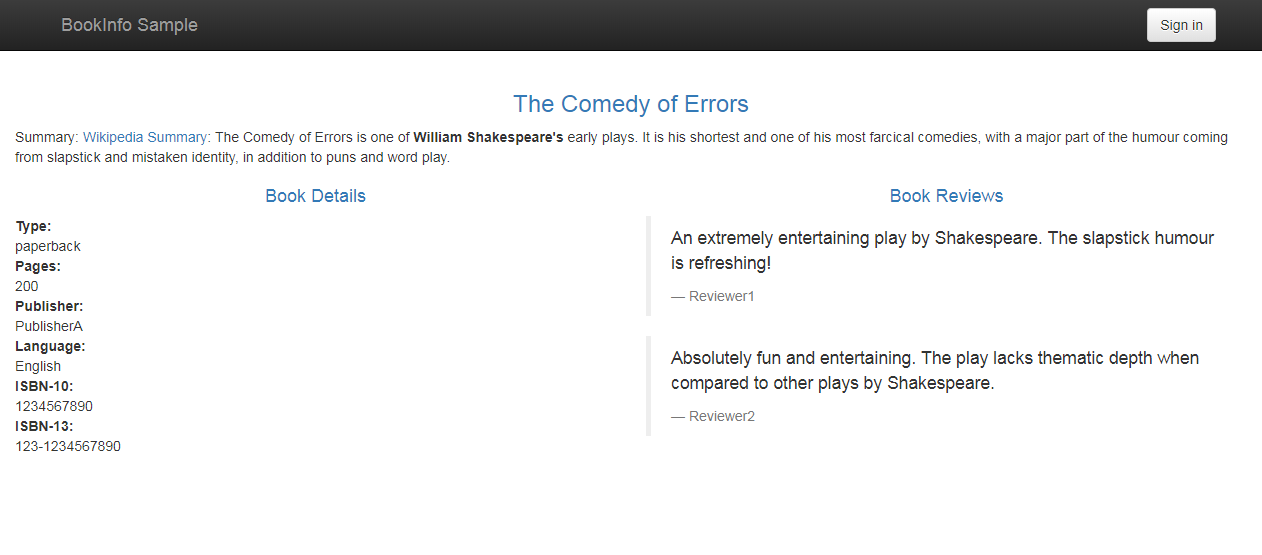 BookInfo Sample
Sign in
The Comedy of Errors
Summary: Wikipedia Summary: The Comedy of Errors is one of William Shakespeare's early plays. It is his shortest and one of his most farcical comedies, with a major part of the humour coming
from slapstick and mistaken identity, in addition to puns and word play.
Book Details
Type:
paperback
Pages:
200
Publisher:
PublisherA
Language:
English
ISBN-10:
1234567890
ISBN-13:
123-1234567890
Book Reviews
An extremely entertaining play by Shakespeare. The slapstick humour
is refreshing!
— Reviewer1
Absolutely fun and entertaining. The play lacks thematic depth when
compared to other plays by Shakespeare.
— Reviewer2